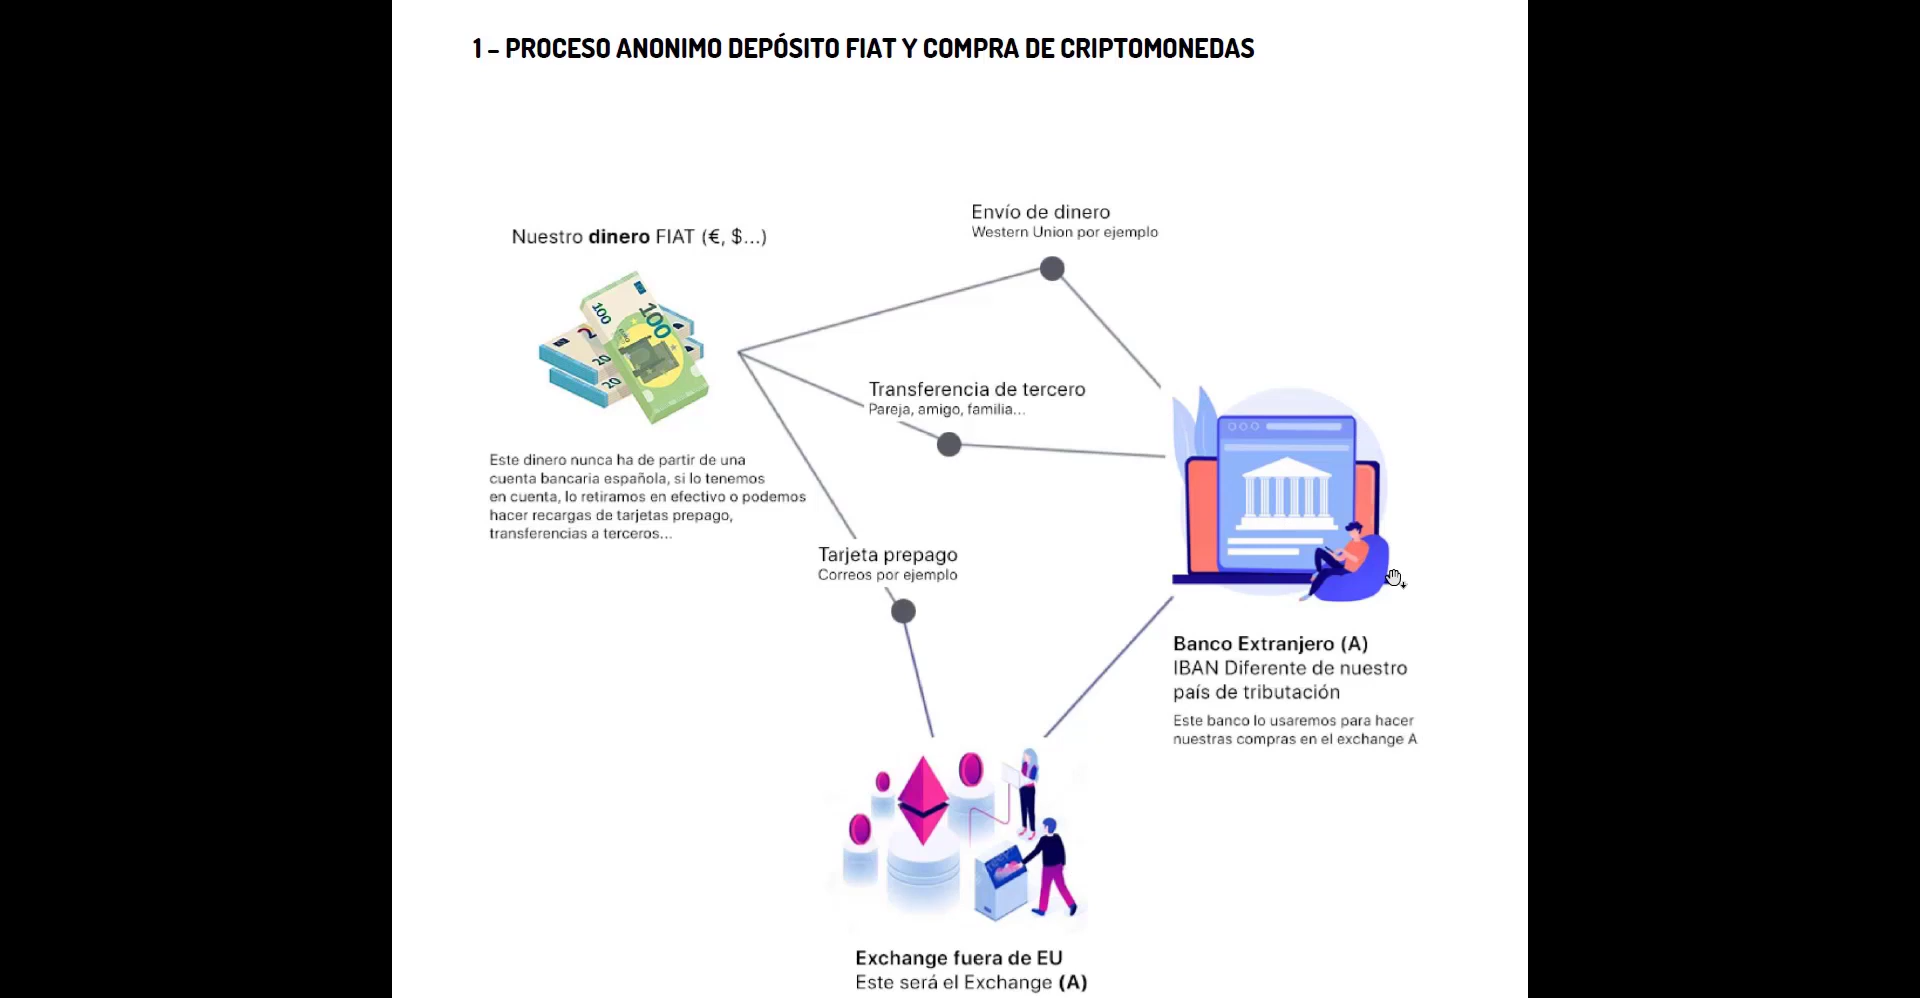 1 – PROCESO ANONIMO DEPÓSITO FIAT Y COMPRA DE CRIPTOMONEDAS
Nuestro dinero FIAT (€, $...)
100
100
20
20
Este dinero nunca ha de partir de una
cuenta bancaria española, si lo tenemos
en cuenta, lo retiramos en efectivo o podemos
hacer recargas de tarjetas prepago,
transferencias a terceros...
Envío de dinero
Western Union por ejemplo
Transferencia de tercero
Pareja, amigo, familia...
Tarjeta prepago
Correos por ejemplo
Banco Extranjero (A)
IBAN Diferente de nuestro
país de tributación
Este banco lo usaremos para hacer
nuestras compras en el exchange A
Exchange fuera de EU
Este será el Exchange (A)